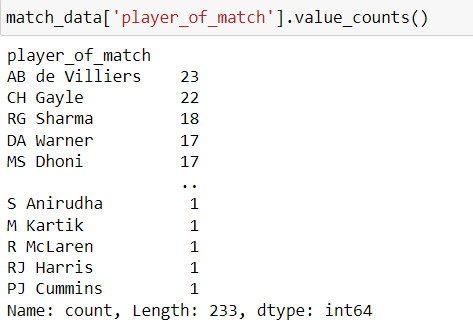 match_data['player_of_match'].value_counts()
player_of_match
AB de Villiers    23
CH Gayle          22
RG Sharma         18
DA Warner         17
MS Dhoni          17
                  ..
S Anirudha         1
M Kartik           1
R McLaren          1
RJ Harris          1
PJ Cummins         1
Name: count, Length: 233, dtype: int64